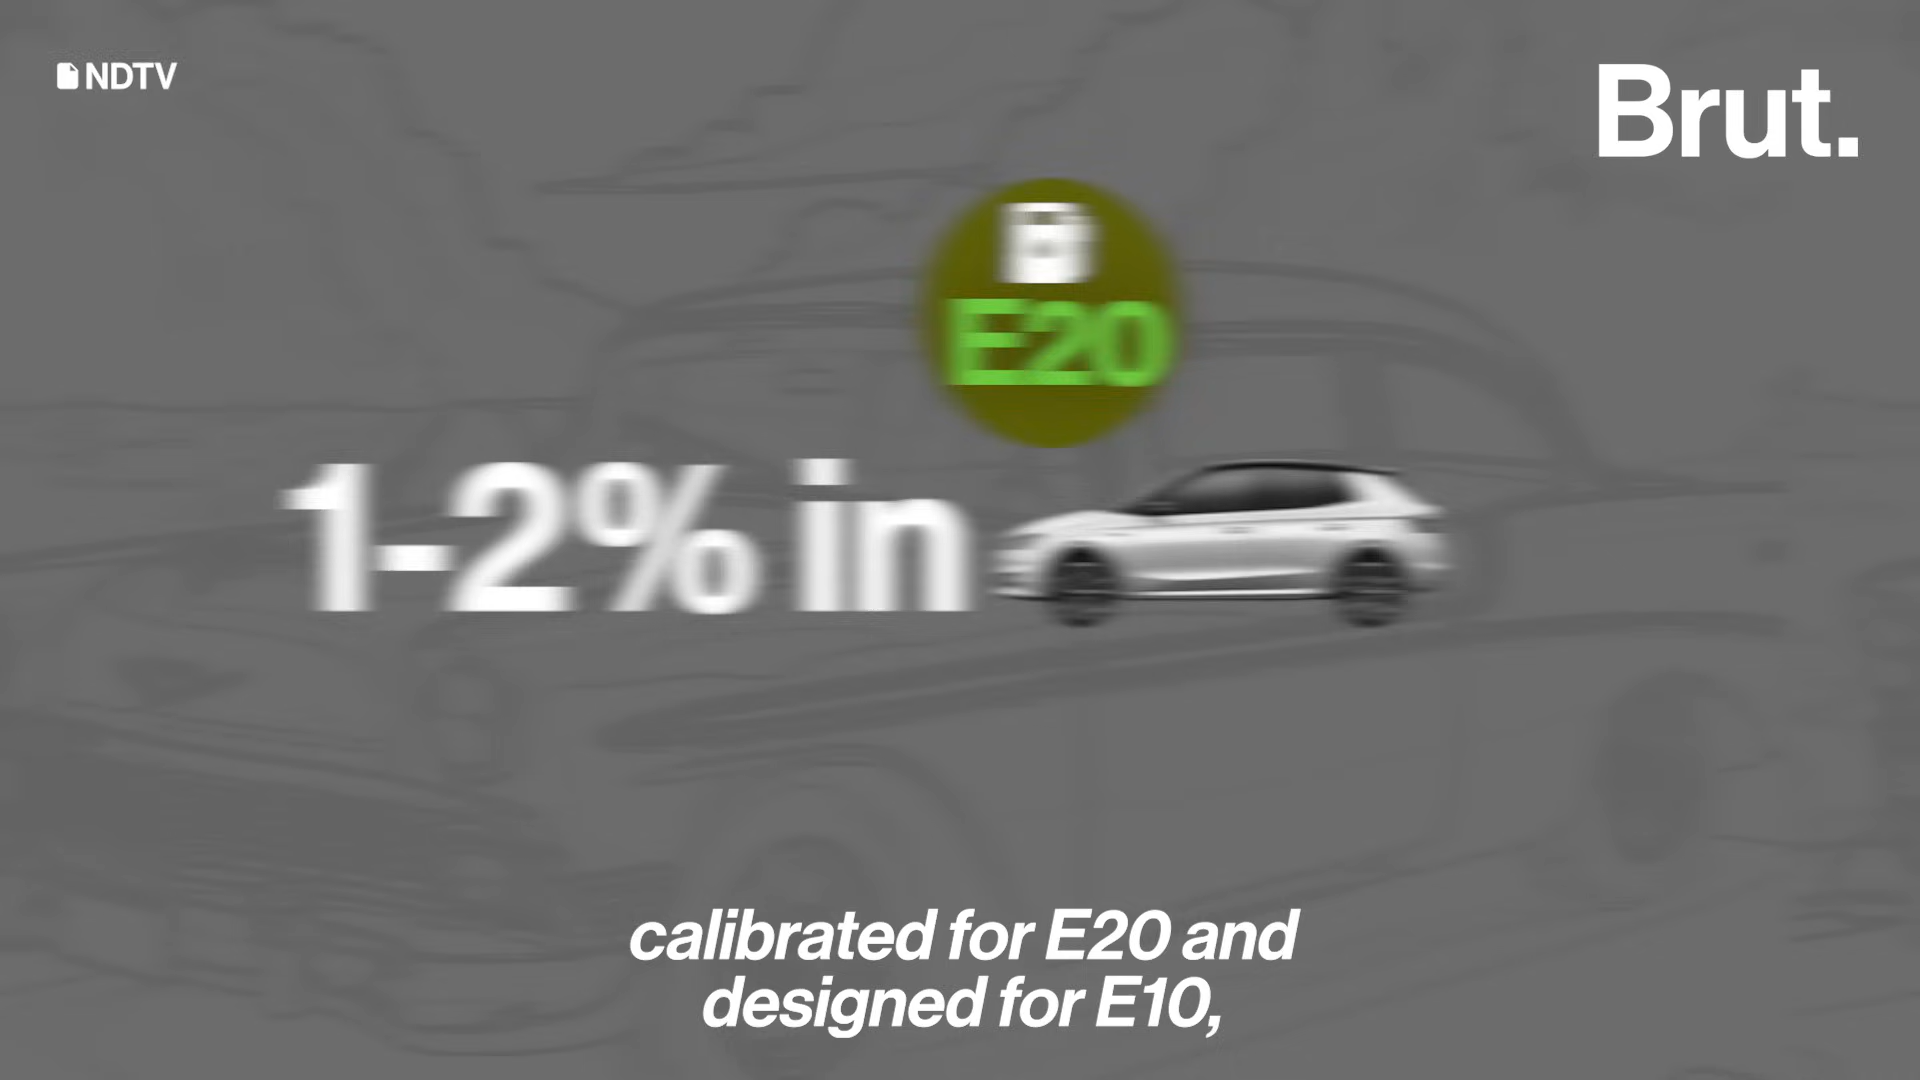 NDTV
Brut.
E20
1-2% in
calibrated for E20 and
designed for E10,